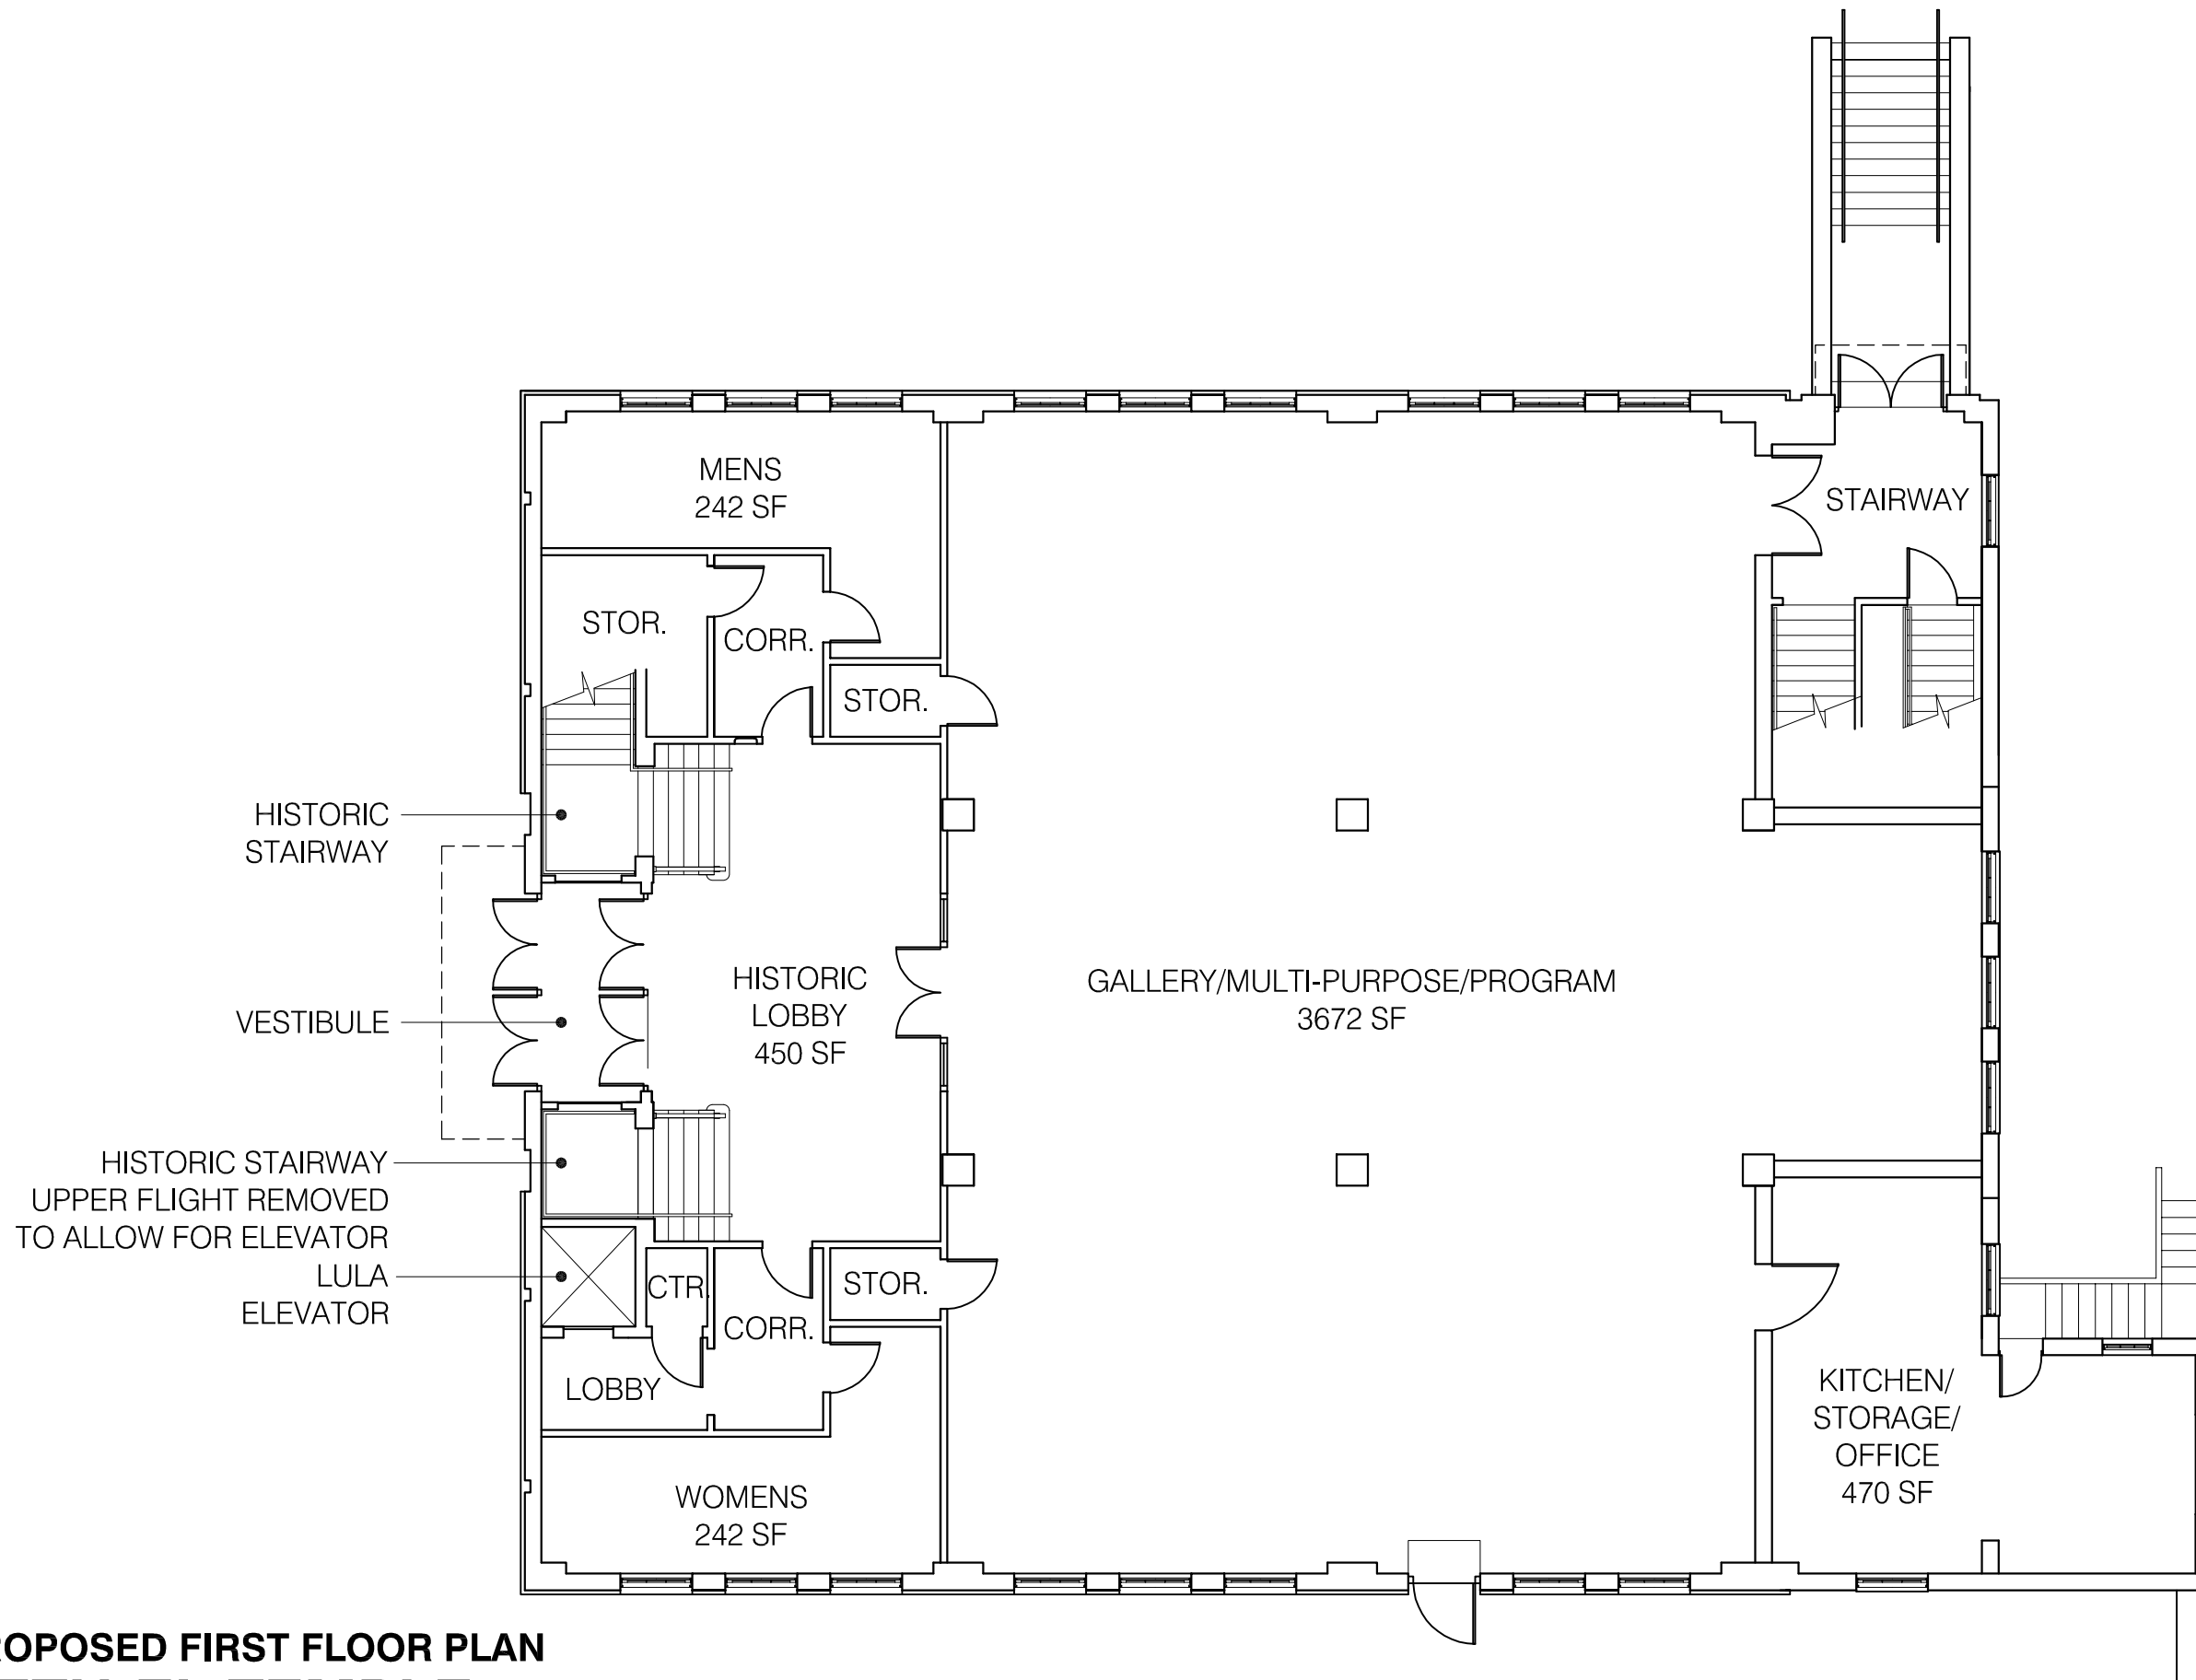 MENS
242 SF
STAIRWAY
STOR.
CORR.
STOR.
HISTORIC
STAIRWAY
HISTORIC
LOBBY
450 SF
GALLERY/MULTI-PURPOSE/PROGRAM
3672 SF
VESTIBULE
HISTORIC STAIRWAY
UPPER FLIGHT REMOVED
TO ALLOW FOR ELEVATOR
LULA
ELEVATOR
CTR.
STOR.
CORR.
LOBBY
KITCHEN/
STORAGE/
OFFICE
470 SF
WOMENS
242 SF
ROPOSED FIRST FLOOR PLAN